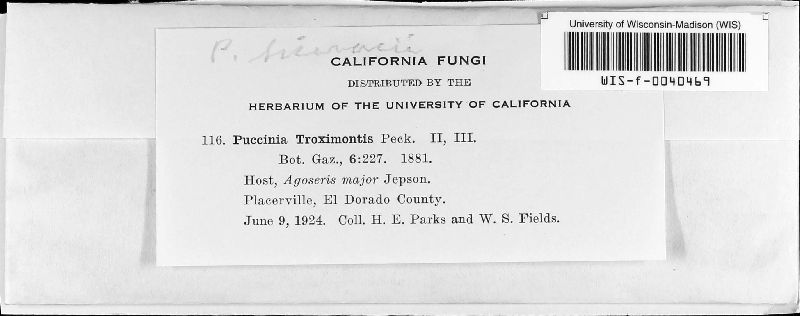 P. hieracii
CALIFORNIA FUNGI
DISTRIBUTED BY THE
HERBARIUM OF THE UNIVERSITY OF CALIFORNIA
116. Puccinia Troximontis Peck. II, III.
Bot. Gaz., 6:227. 1881.
Host, Agoseris major Jepson.
Placerville, El Dorado County.
June 9, 1924. Coll. H. E. Parks and W. S. Fields.
University of Wisconsin-Madison (WIS)
WIS-f-0040469